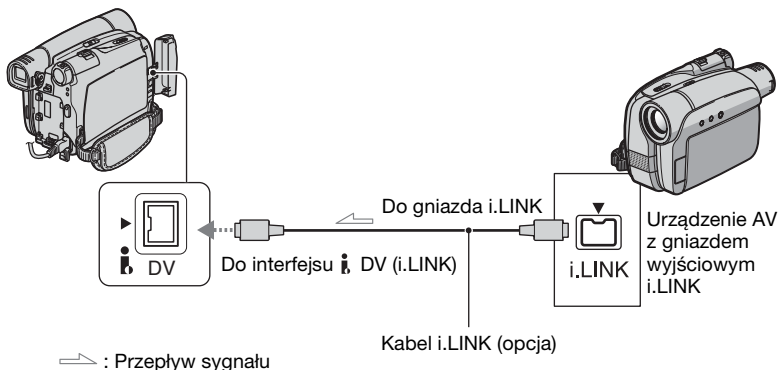 Do gniazda i.LINK
DV
Do interfejsu i DV (i.LINK)
i.LINK
Urządzenie AV
z gniazdem
wyjściowym
i.LINK
Kabel i.LINK (opcja)
: Przepływ sygnału